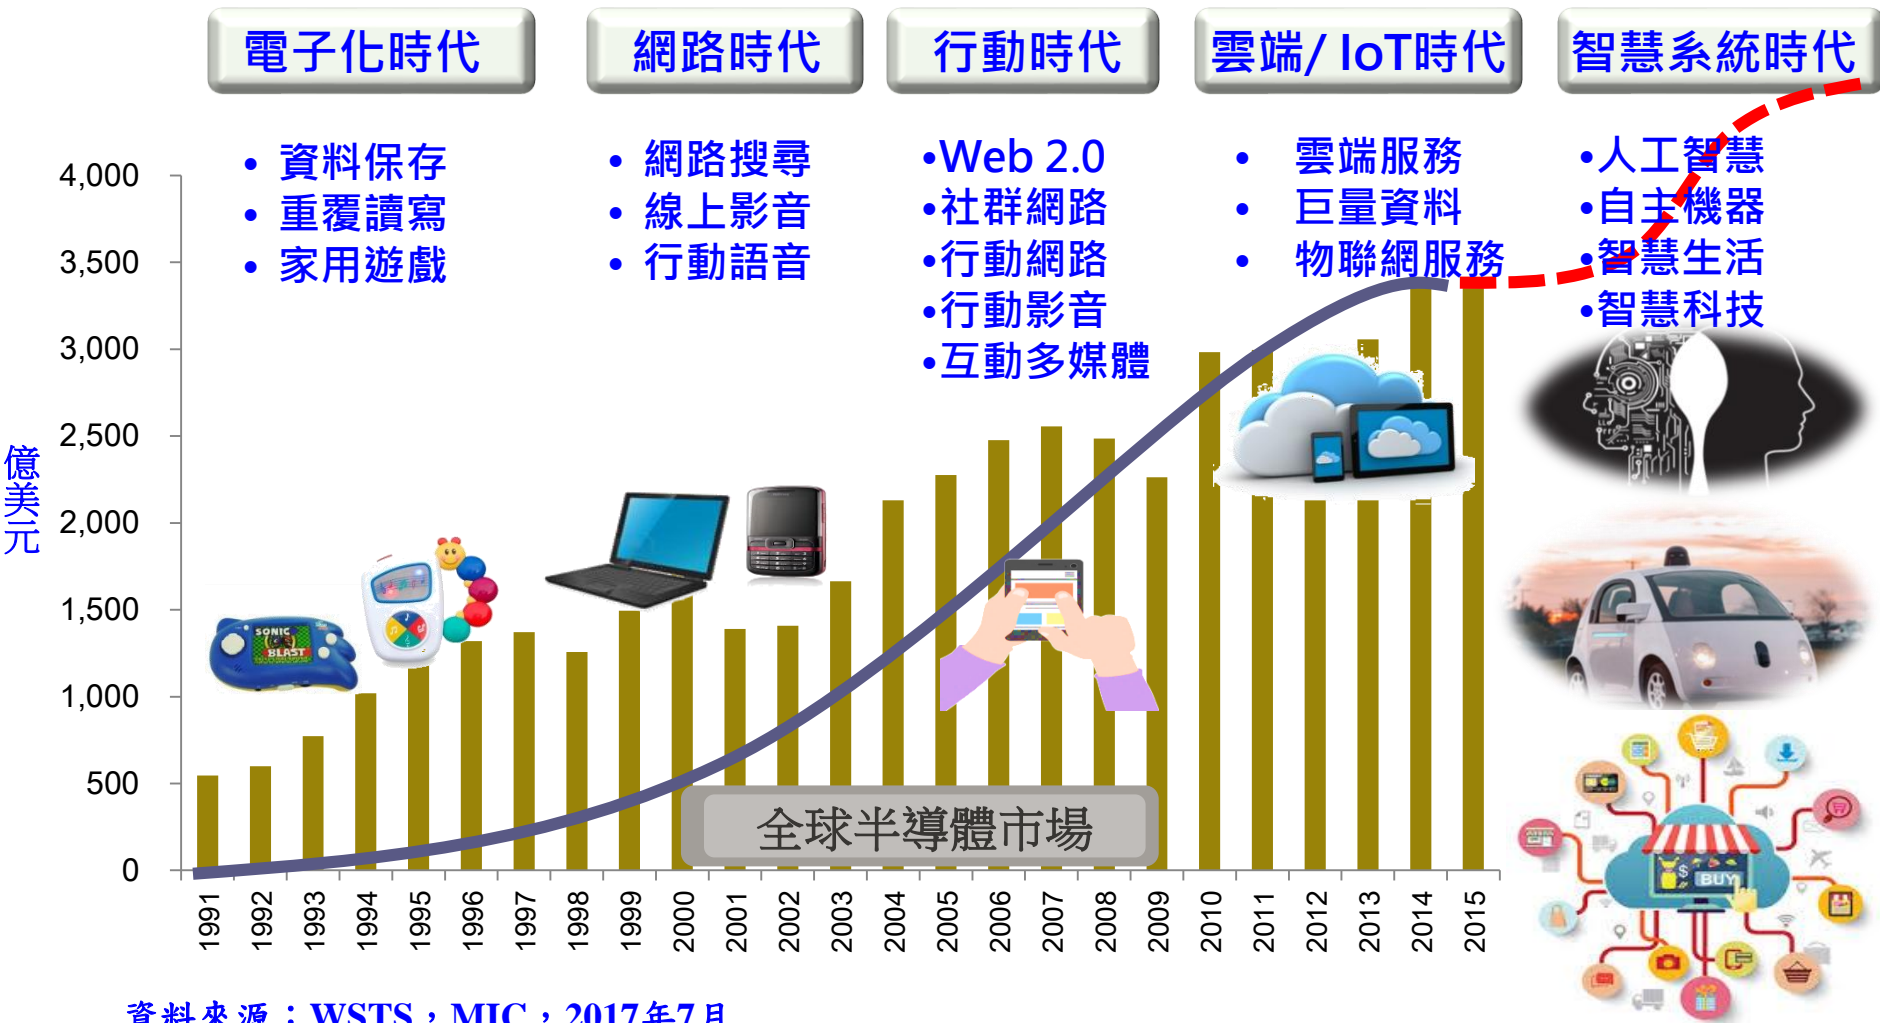 電子化時代
網路時代
行動時代
雲端/ IoT時代
智慧系統時代
• 資料保存
• 重覆讀寫
• 家用遊戲
• 網路搜尋
• 線上影音
• 行動語音
•Web 2.0
•社群網路
•行動網路
•行動影音
•互動多媒體
• 雲端服務
• 巨量資料
• 物聯網服務
•人工智慧
•自主機器
•智慧生活
•智慧科技
億美元
4,000
3,500
3,000
2,500
2,000
1,500
1,000
500
0
SONIC
BLAST
全球半導體市場
BUY
1991
1992
1993
1994
1995
1996
1997
1998
1999
2000
2001
2002
2003
2004
2005
2006
2007
2008
2009
2010
2011
2012
2013
2014
2015
資料來源：WSTS，MIC，2017年7月